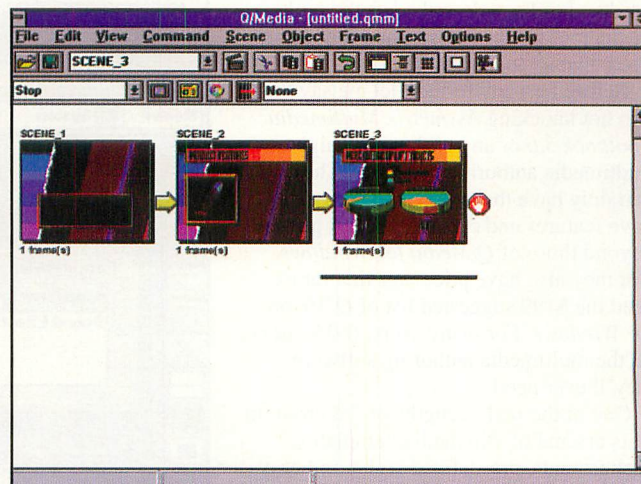 Q/Media - [untitled.qmm]
File Edit View Command Scene Object Frame Text Options Help
SCENE_3
Stop None
SCENE_1 SCENE_2 SCENE_3
1 frame(s) 1 frame(s) 1 frame(s)